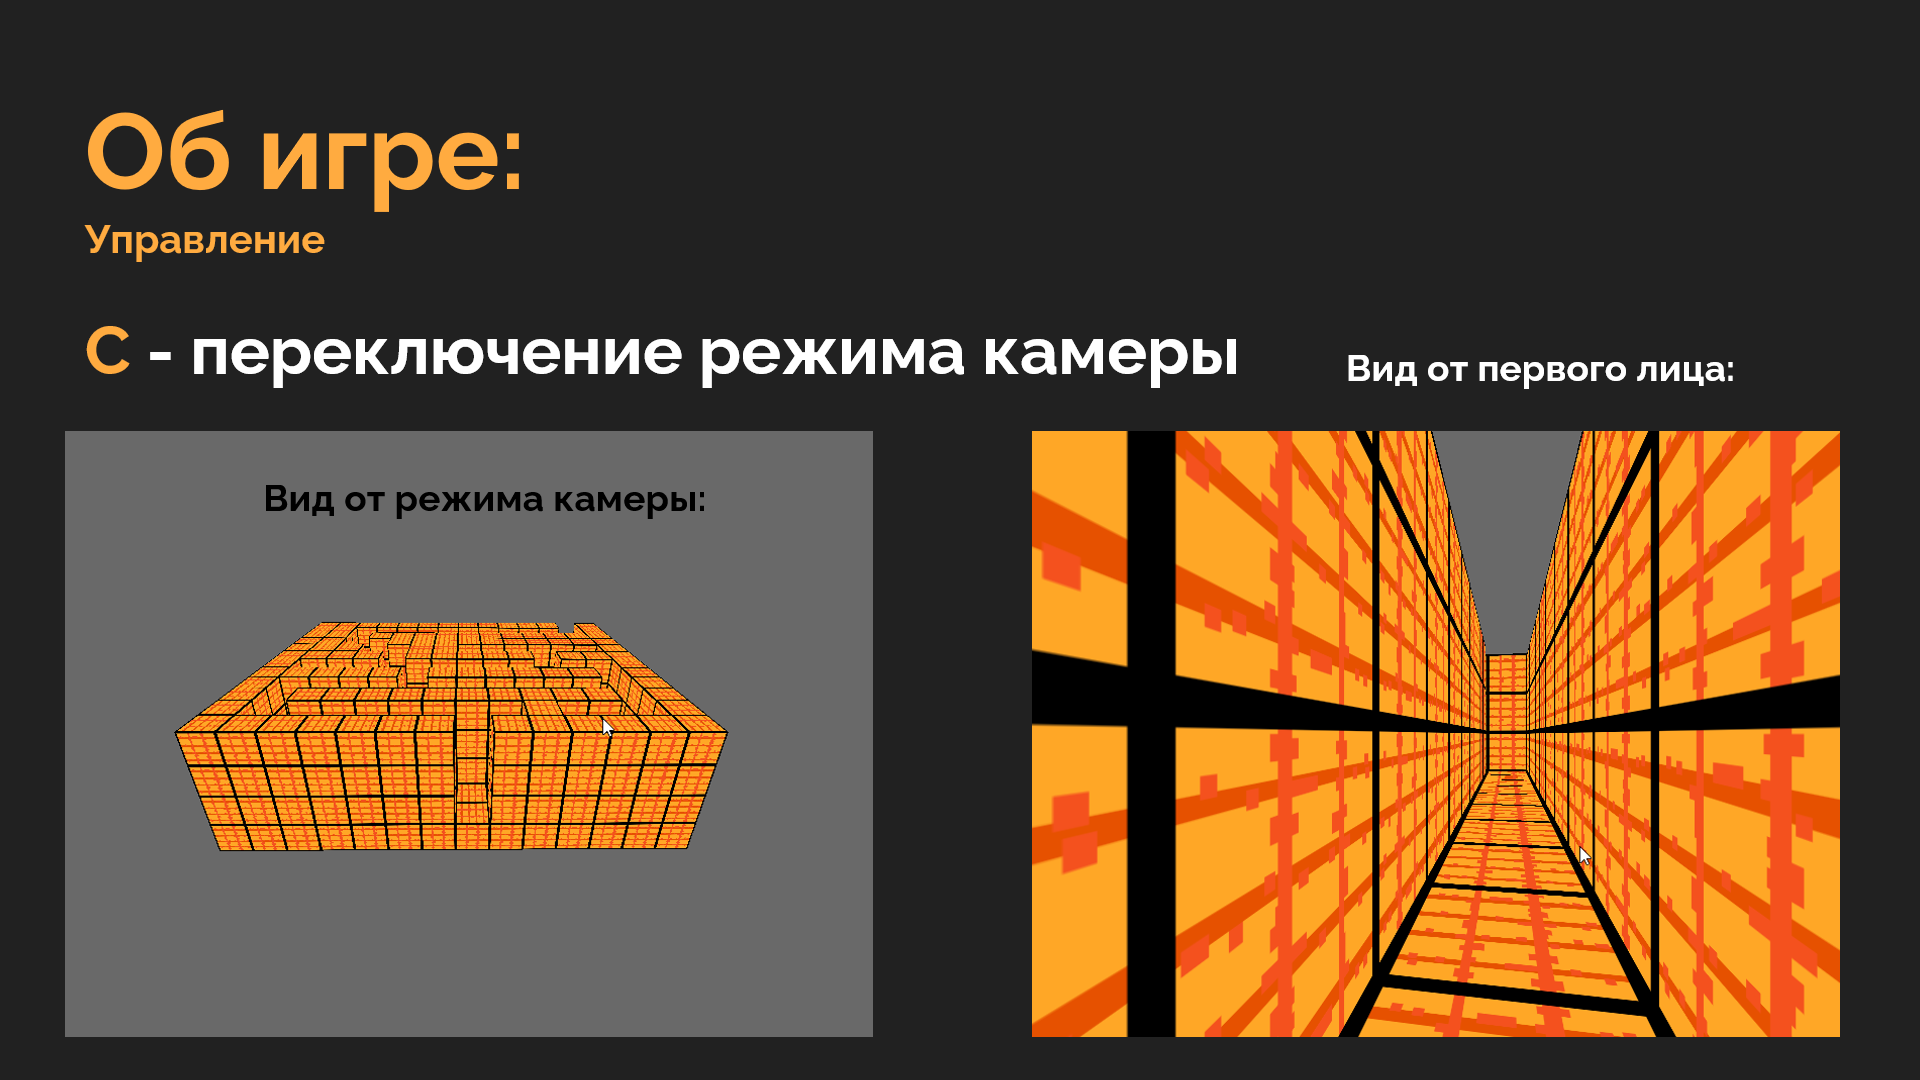 Об игре:
Управление
С - переключение режима камеры
Вид от первого лица:
Вид от режима камеры: